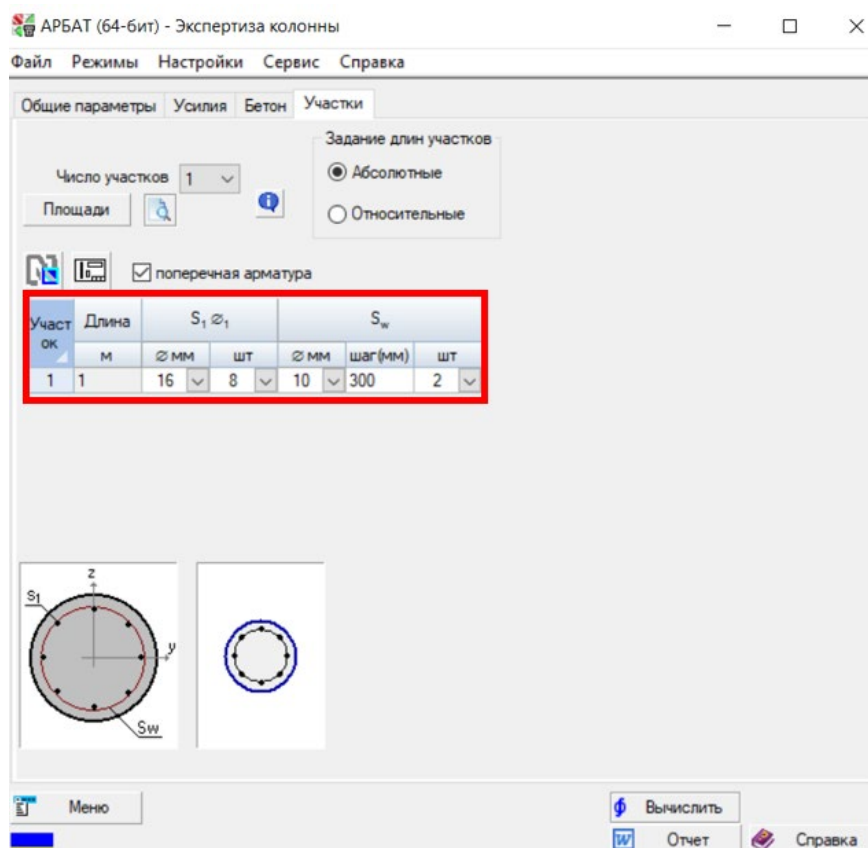 АРБАТ (64-бит) - Экспертиза колонны
Файл Режимы Настройки Сервис Справка
Общие параметры Усилия Бетон Участки
Задание длин участков
Число участков 1
Абсолютные
Площади
Относительные
поперечная арматура
Участ
ок Длина S₁ ∅₁ Sw
м ∅ мм шт ∅ мм шаг(мм) шт
1 1 16 8 10 300 2
z
S₁
y
Sw
Меню Вычислить
Отчет Справка